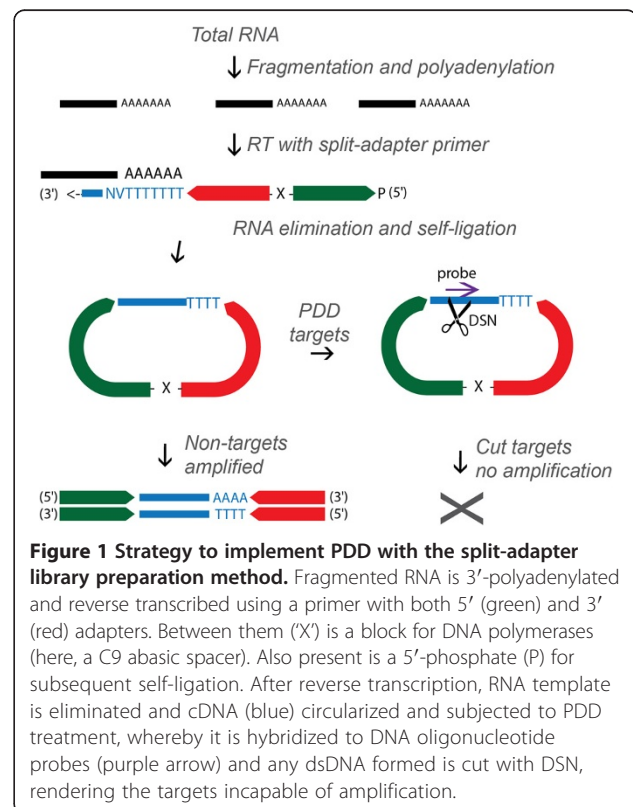 Total RNA
Fragmentation and polyadenylation
AAAAAAA AAAAAAA AAAAAAA
RT with split-adapter primer
AAAAAA
(3') <- NVTTTTTTT - X - P (5')
RNA elimination and self-ligation
TTTT
- X -
PDD
targets
probe
TTTT
DSN
- X -
Non-targets
amplified
Cut targets
no amplification
(5') AAAA (3')
(3') TTTT (5')
Figure 1 Strategy to implement PDD with the split-adapter
library preparation method. Fragmented RNA is 3′-polyadenylated
and reverse transcribed using a primer with both 5′ (green) and 3′
(red) adapters. Between them (‘X’) is a block for DNA polymerases
(here, a C9 abasic spacer). Also present is a 5′-phosphate (P) for
subsequent self-ligation. After reverse transcription, RNA template
is eliminated and cDNA (blue) circularized and subjected to PDD
treatment, whereby it is hybridized to DNA oligonucleotide
probes (purple arrow) and any dsDNA formed is cut with DSN,
rendering the targets incapable of amplification.